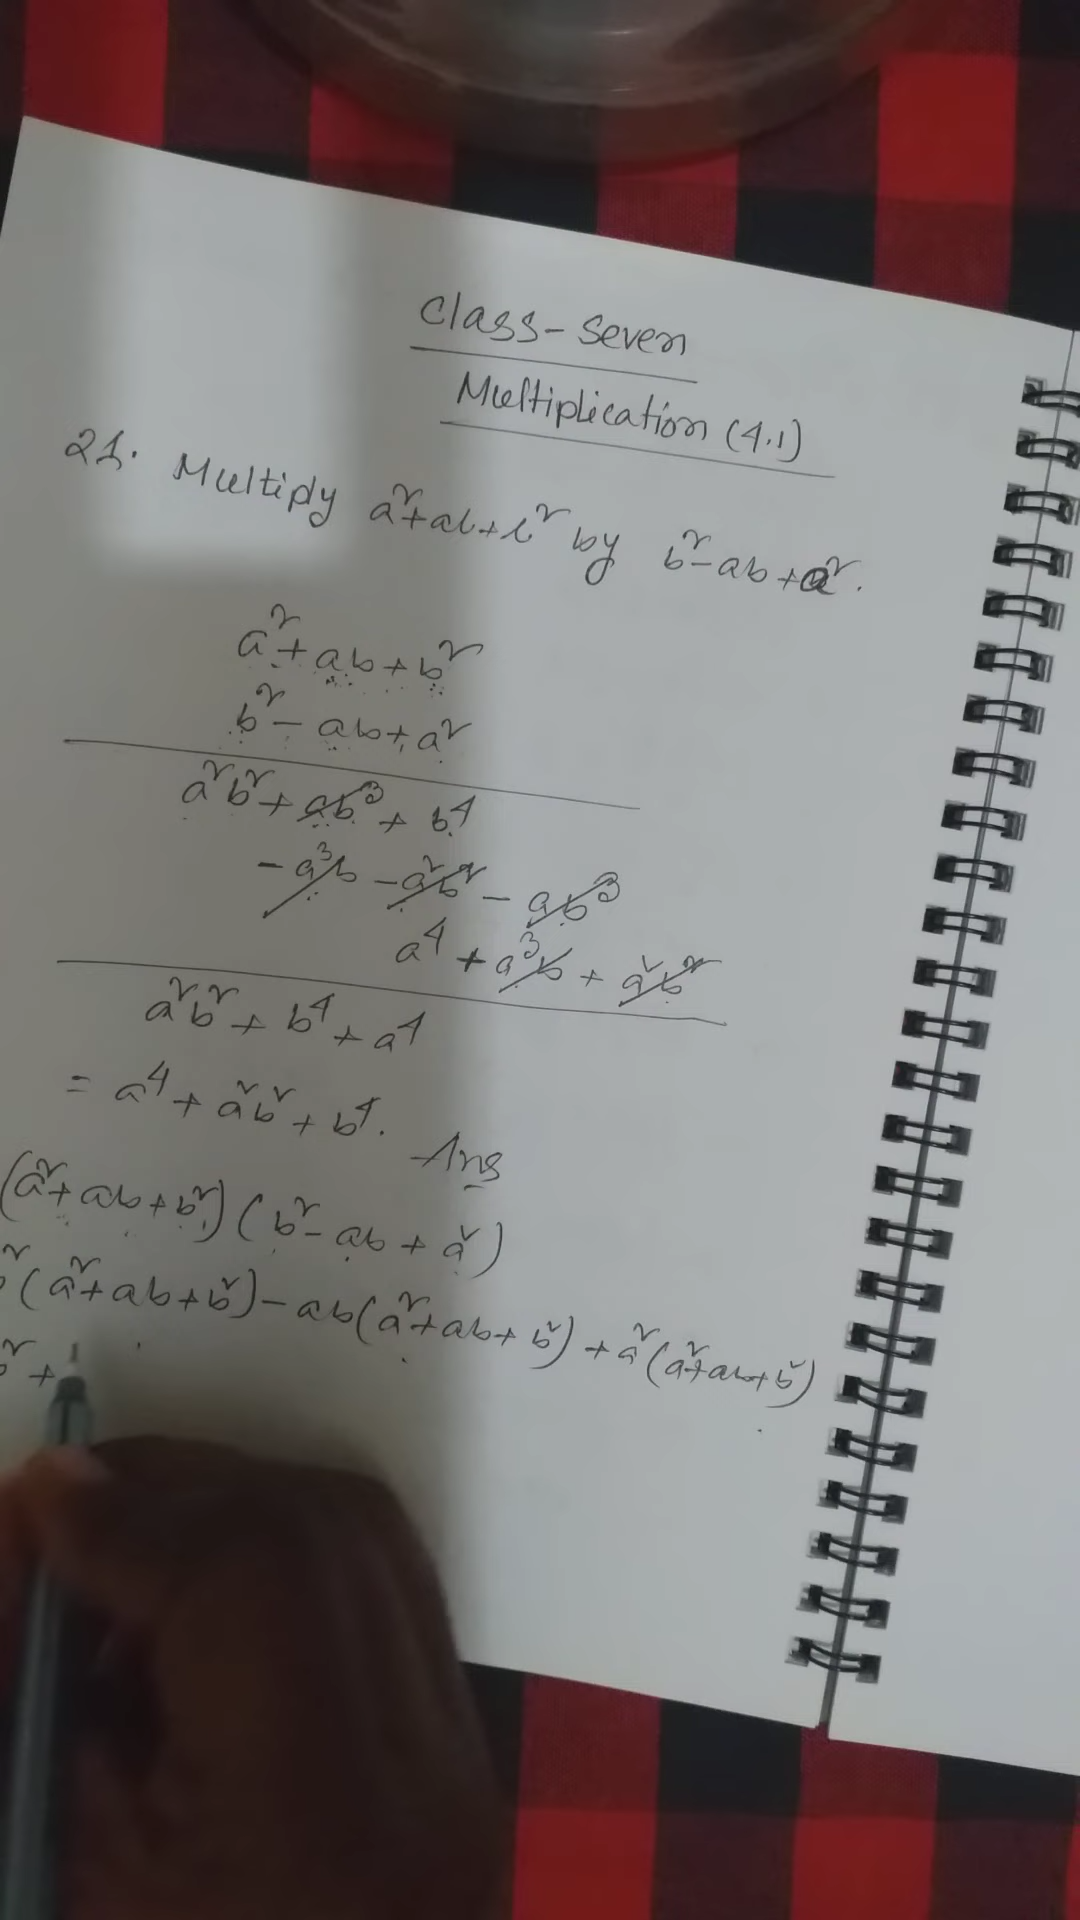 Class-Seven
Multiplication (4.1)
21. Multiply a²+ab+b² by b²-ab+a².
a²+ab+b²
b²-ab+a²
a²b²+ab³+b⁴
-a³b-a²b²-ab³
a⁴+a³b+a²b²
a²b²+b⁴+a⁴
=a⁴+a²b²+b⁴. Ans
(a²+ab+b²)(b²-ab+a²)
²(a²+ab+b²)-ab(a²+ab+b²)+a²(a²+ab+b²)
b²+